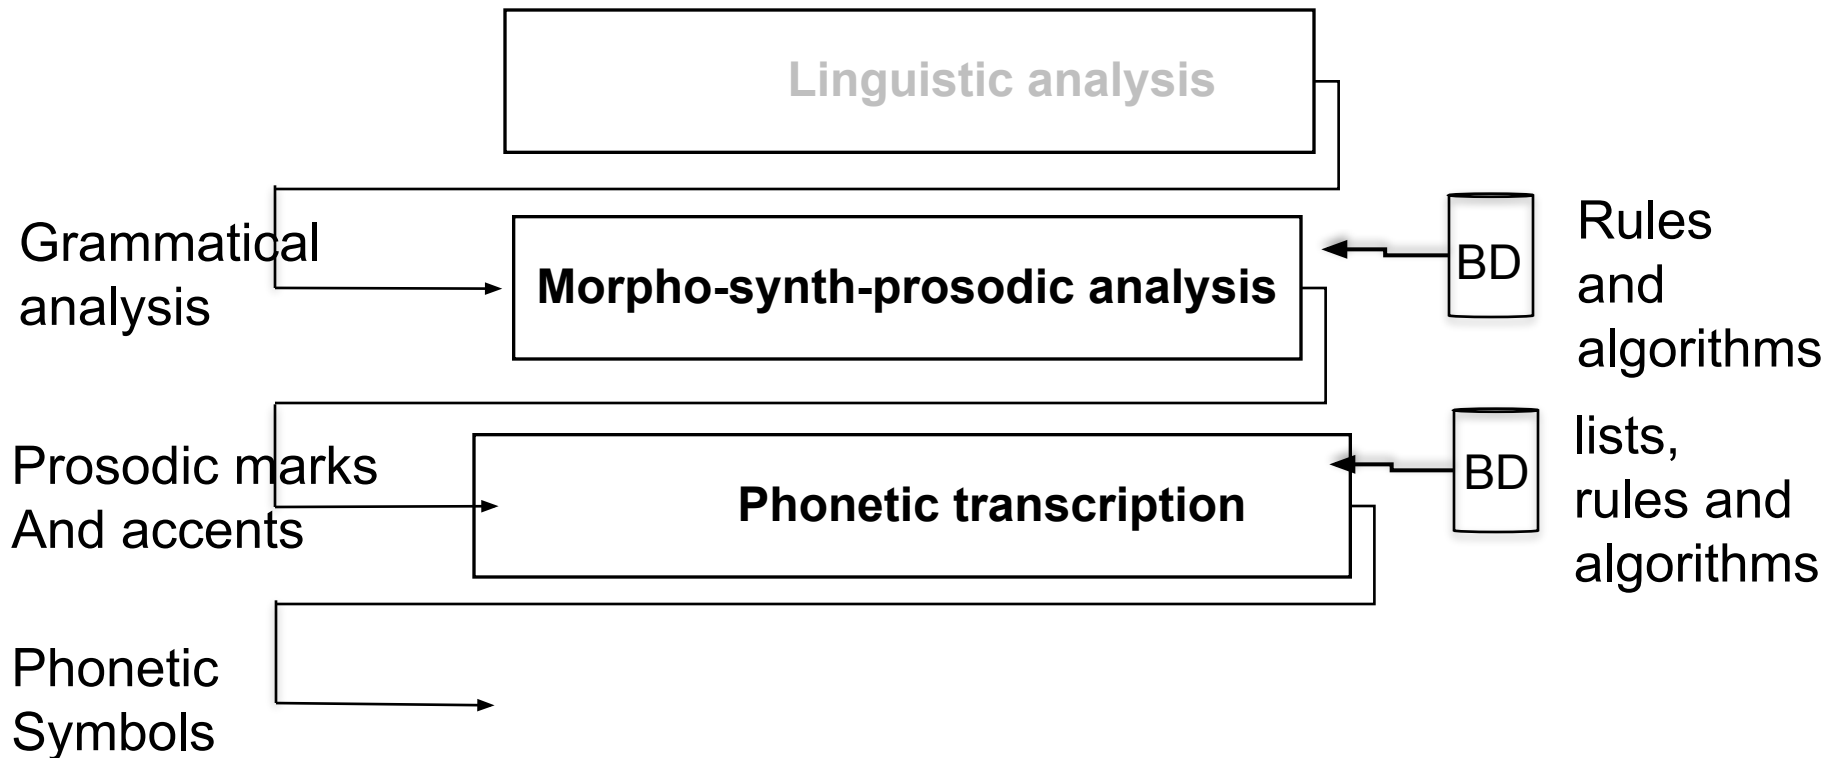 Linguistic analysis
Grammatical
analysis
Morpho-synth-prosodic analysis
BD
Rules
and
algorithms
Prosodic marks
And accents
Phonetic transcription
BD
lists,
rules and
algorithms
Phonetic
Symbols